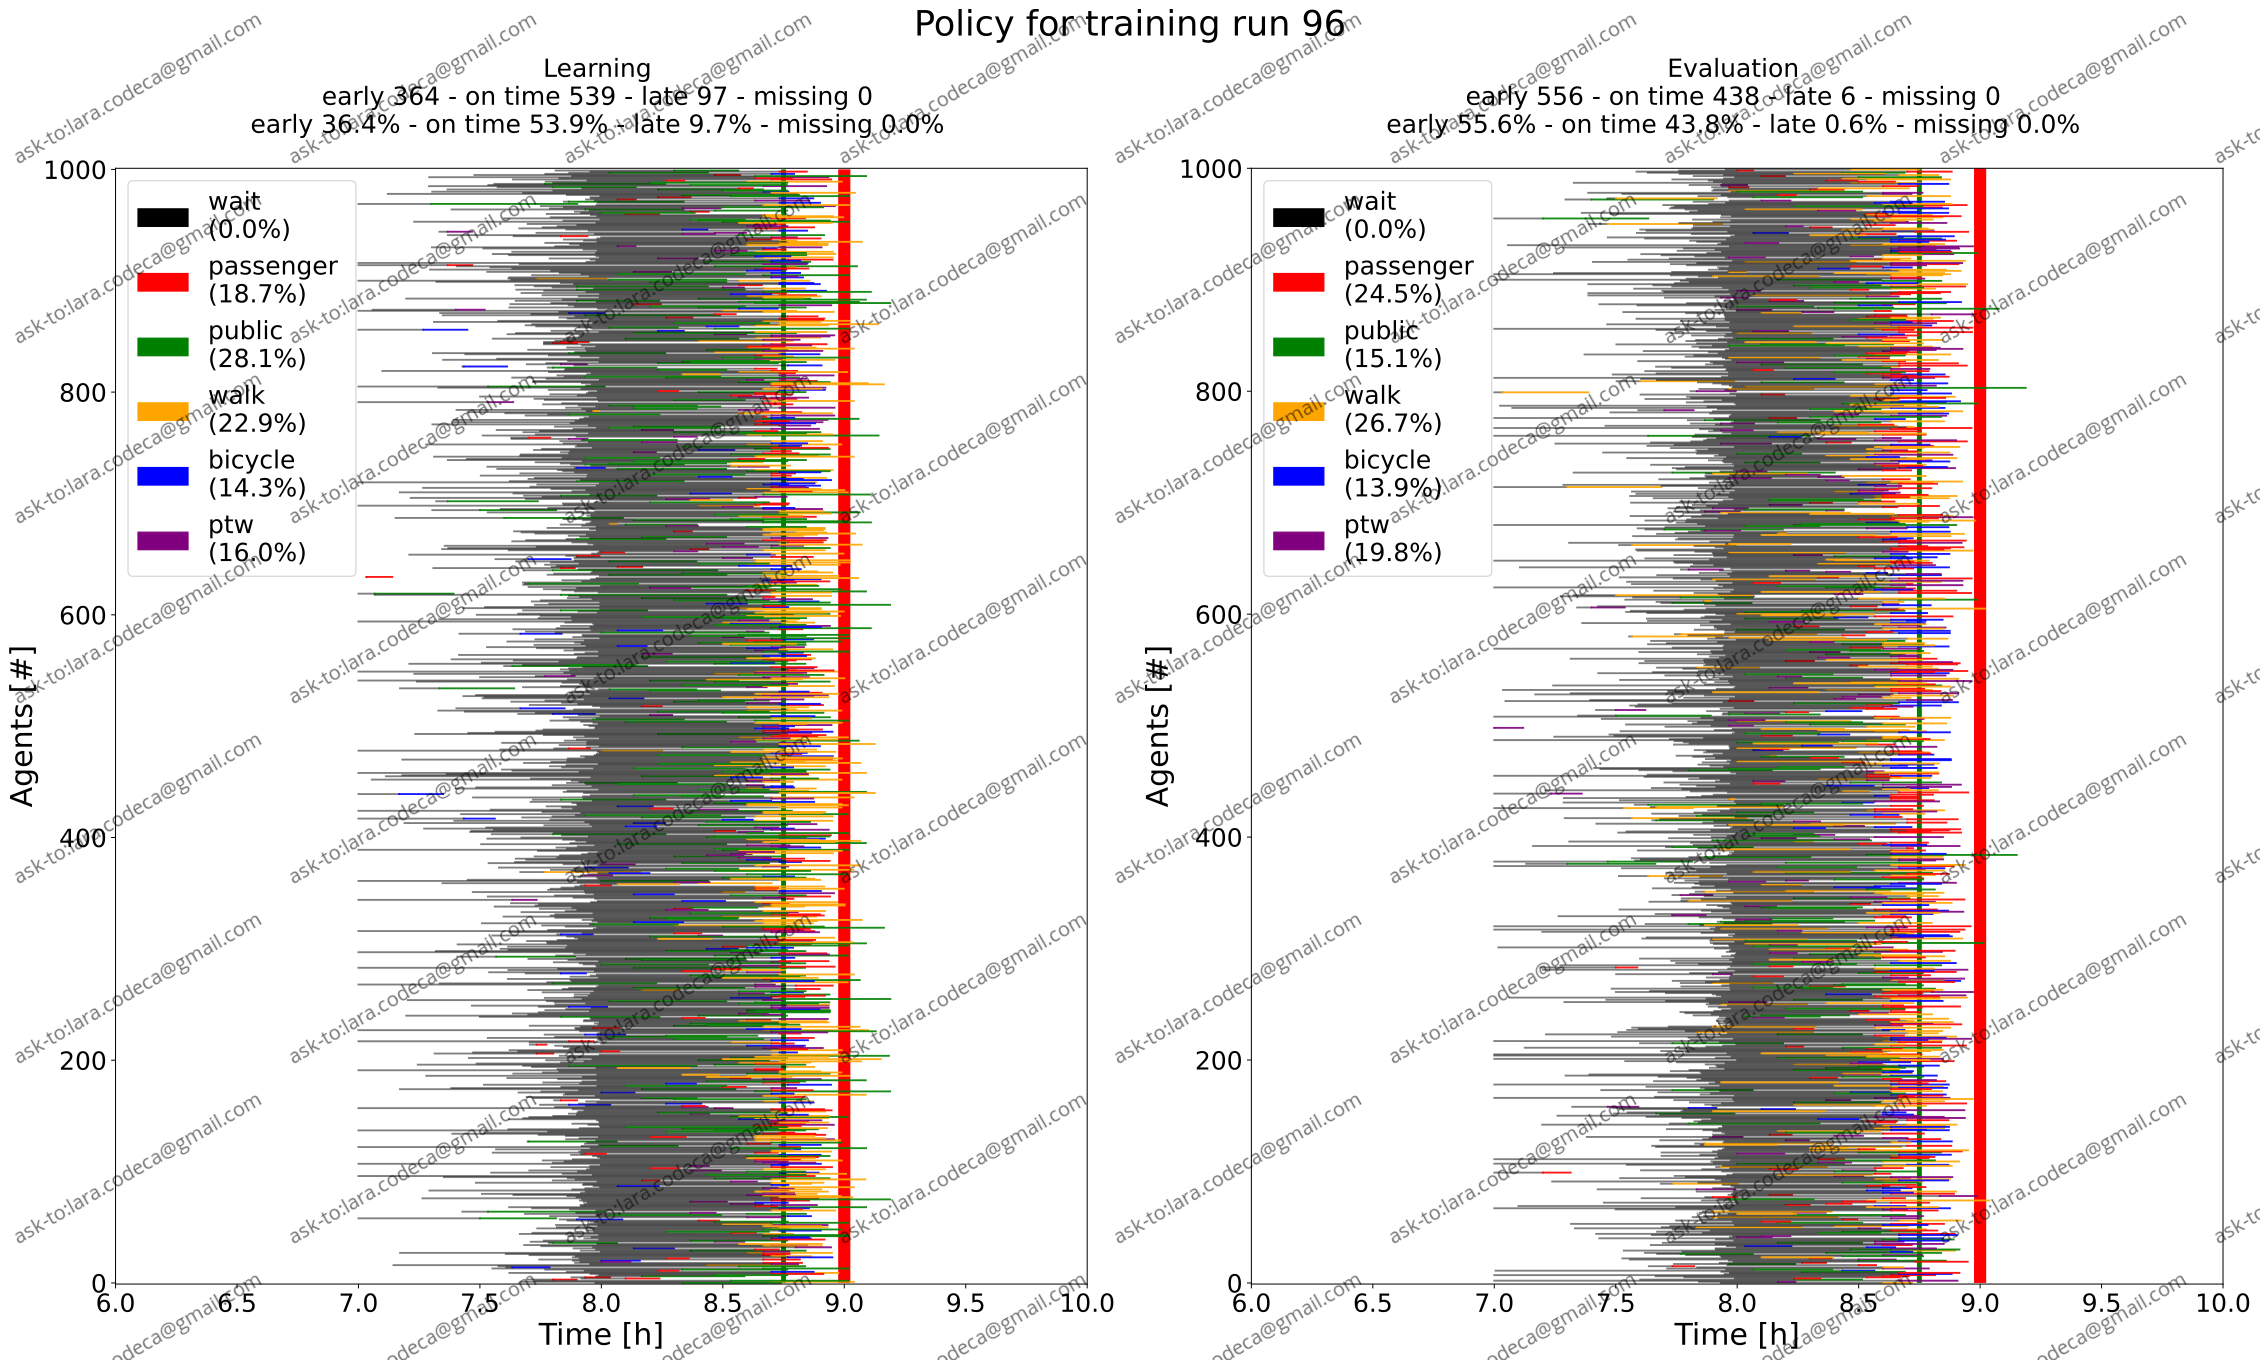 Policy for training run 96
Learning
early 364 - on time 539 - late 97 - missing 0
early 36.4% - on time 53.9% - late 9.7% - missing 0.0%
Agents [#]
1000
800
600
400
200
0
wait
(0.0%)
passenger
(18.7%)
public
(28.1%)
walk
(22.9%)
bicycle
(14.3%)
ptw
(16.0%)
6.0 6.5 7.0 7.5 8.0 8.5 9.0 9.5 10.0
Time [h]
Evaluation
early 556 - on time 438 - late 6 - missing 0
early 55.6% - on time 43.8% - late 0.6% - missing 0.0%
Agents [#]
1000
800
600
400
200
0
wait
(0.0%)
passenger
(24.5%)
public
(15.1%)
walk
(26.7%)
bicycle
(13.9%)
ptw
(19.8%)
6.0 6.5 7.0 7.5 8.0 8.5 9.0 9.5 10.0
Time [h]
ask-to:lara.codeca@gmail.com